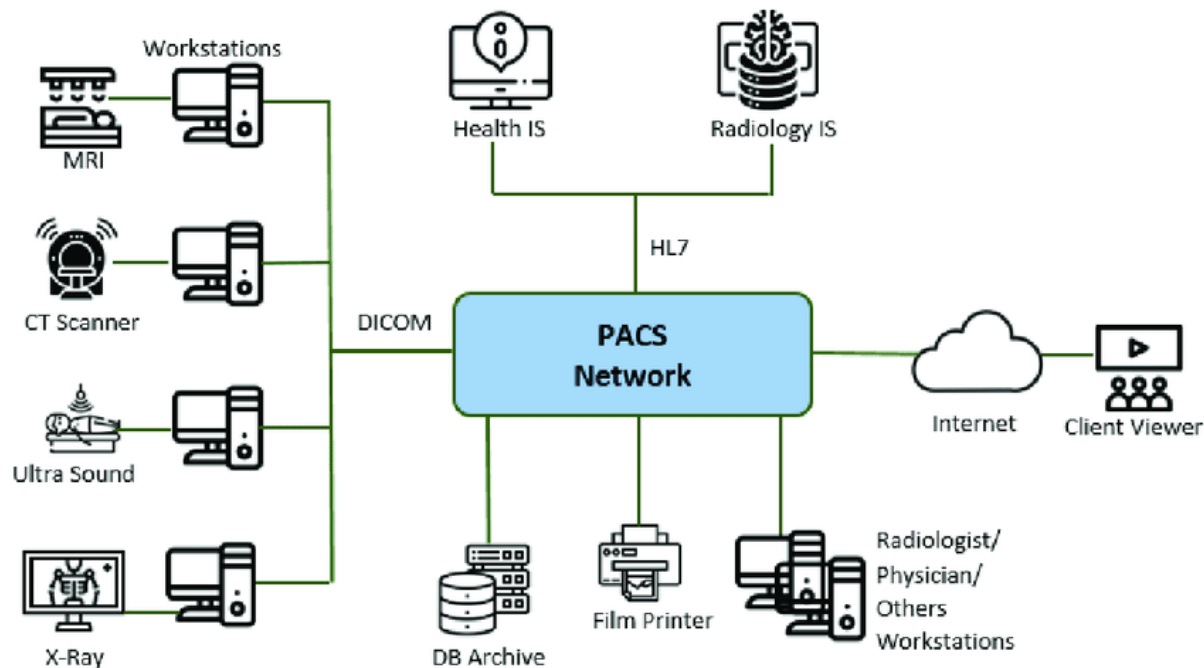 Workstations
MRI
Health IS
Radiology IS
HL7
CT Scanner
DICOM
PACS
Network
Internet
Client Viewer
Ultra Sound
X-Ray
DB Archive
Film Printer
Radiologist/
Physician/
Others
Workstations